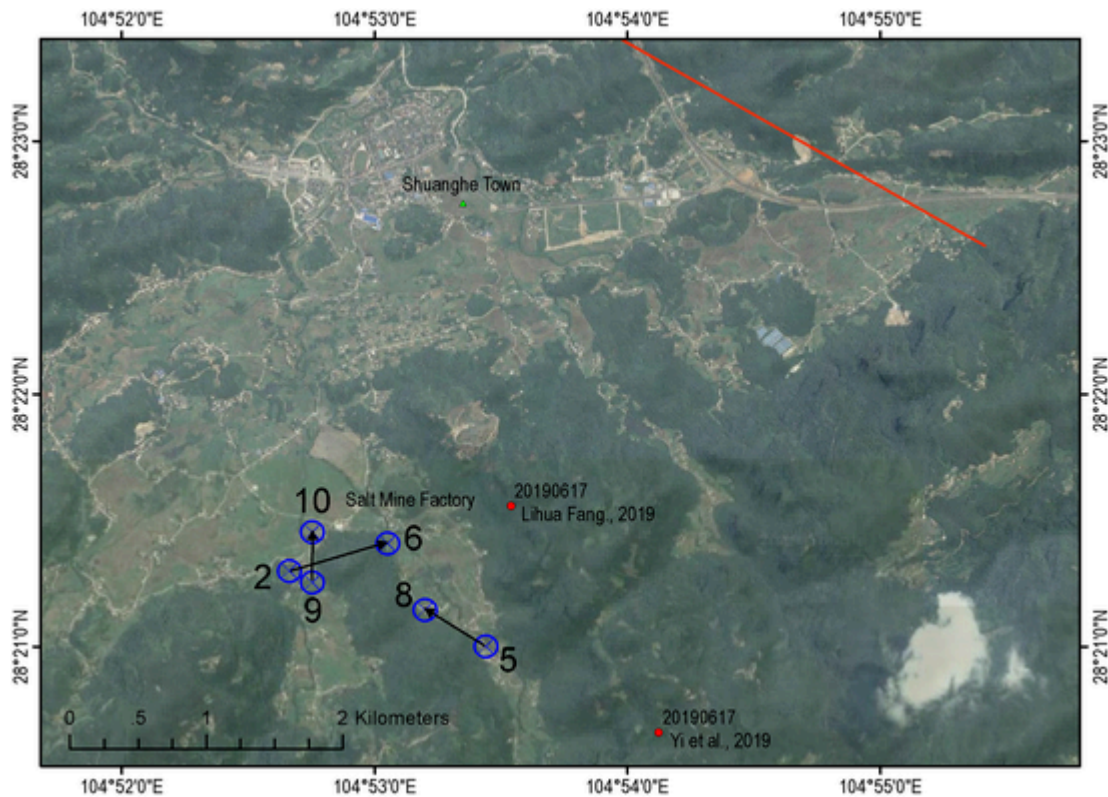 104°52'0"E 104°53'0"E 104°54'0"E 104°55'0"E
28°23'0"N 28°23'0"N
Shuanghe Town
28°22'0"N 28°22'0"N
20190617
Lihua Fang., 2019
Salt Mine Factory
10
6
2
9
8
5
28°21'0"N 28°21'0"N
20190617
Yi et al., 2019
0 .5 1 2 Kilometers
104°52'0"E 104°53'0"E 104°54'0"E 104°55'0"E